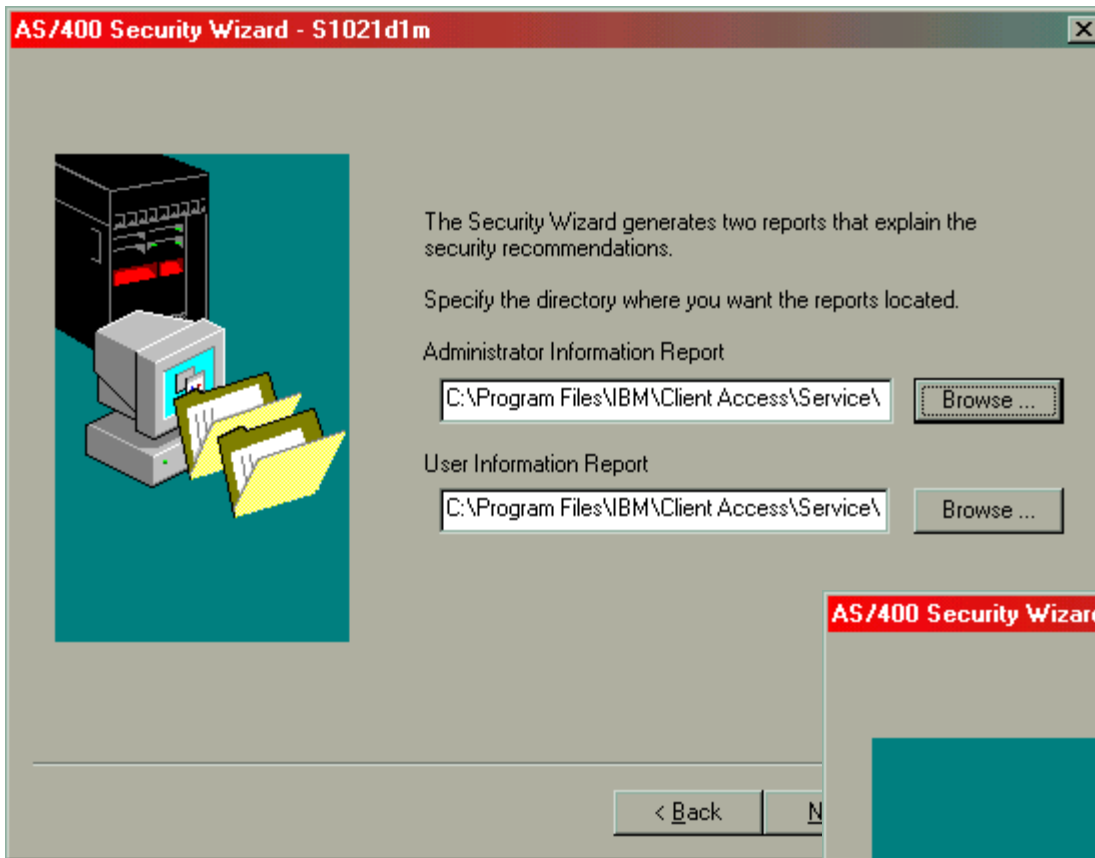 AS/400 Security Wizard - S1021d1m
The Security Wizard generates two reports that explain the
security recommendations.
Specify the directory where you want the reports located.
Administrator Information Report
C:\Program Files\IBM\Client Access\Service\
Browse ...
User Information Report
C:\Program Files\IBM\Client Access\Service\
Browse ...
AS/400 Security Wizard
< Back
N